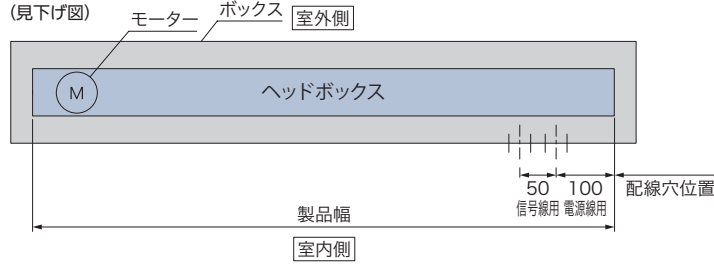 (見下げ図)
モーター
ボックス
室外側
M
ヘッドボックス
50
100
配線穴位置
信号線用
電源線用
製品幅
室内側